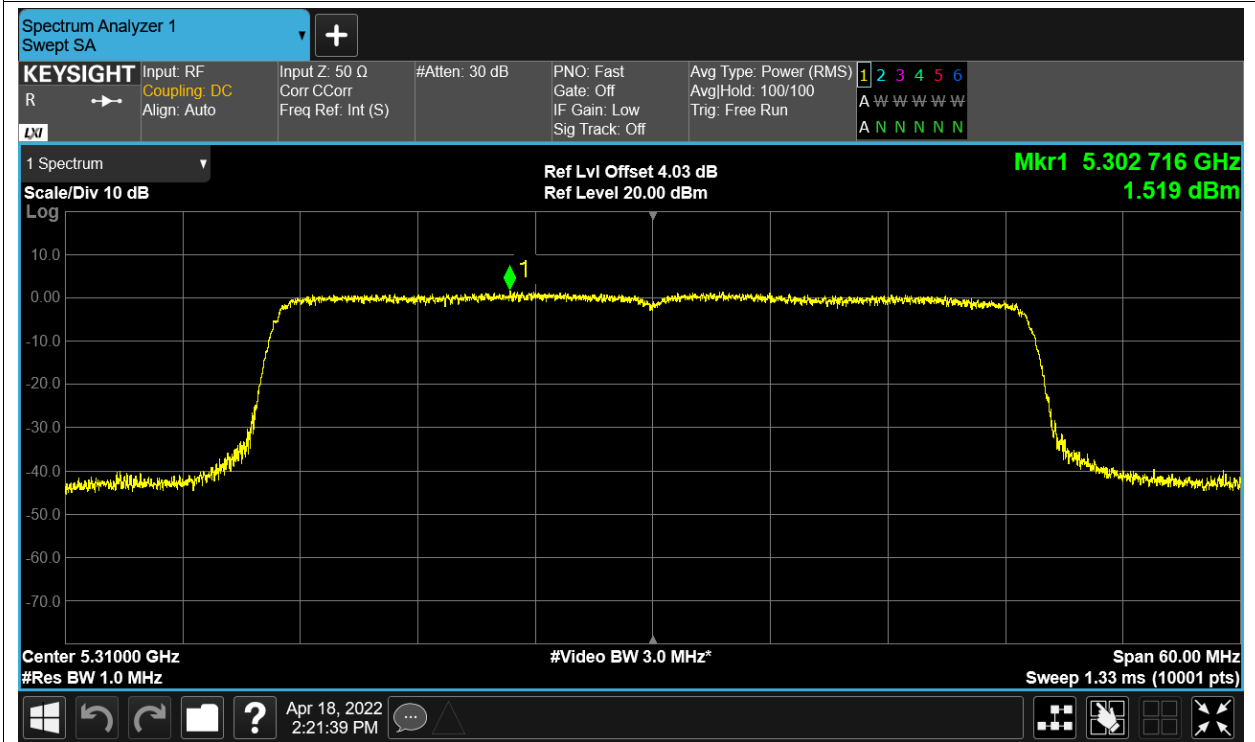 Spectrum Analyzer 1
Swept SA
+
KEYSIGHT
R
LXI
Input: RF
Coupling: DC
Align: Auto
Input Z: 50 Ω
Corr CCorr
Freq Ref: Int (S)
#Atten: 30 dB
PNO: Fast
Gate: Off
IF Gain: Low
Sig Track: Off
Avg Type: Power (RMS)
Avg|Hold: 100/100
Trig: Free Run
1 2 3 4 5 6
A W W W W W
A N N N N N
1 Spectrum
Scale/Div 10 dB
Log
Ref Lvl Offset 4.03 dB
Ref Level 20.00 dBm
Mkr1 5.302 716 GHz
1.519 dBm
10.0
1
0.00
-10.0
-20.0
-30.0
-40.0
-50.0
-60.0
-70.0
Center 5.31000 GHz
#Res BW 1.0 MHz
#Video BW 3.0 MHz*
Span 60.00 MHz
Sweep 1.33 ms (10001 pts)
?
Apr 18, 2022
2:21:39 PM